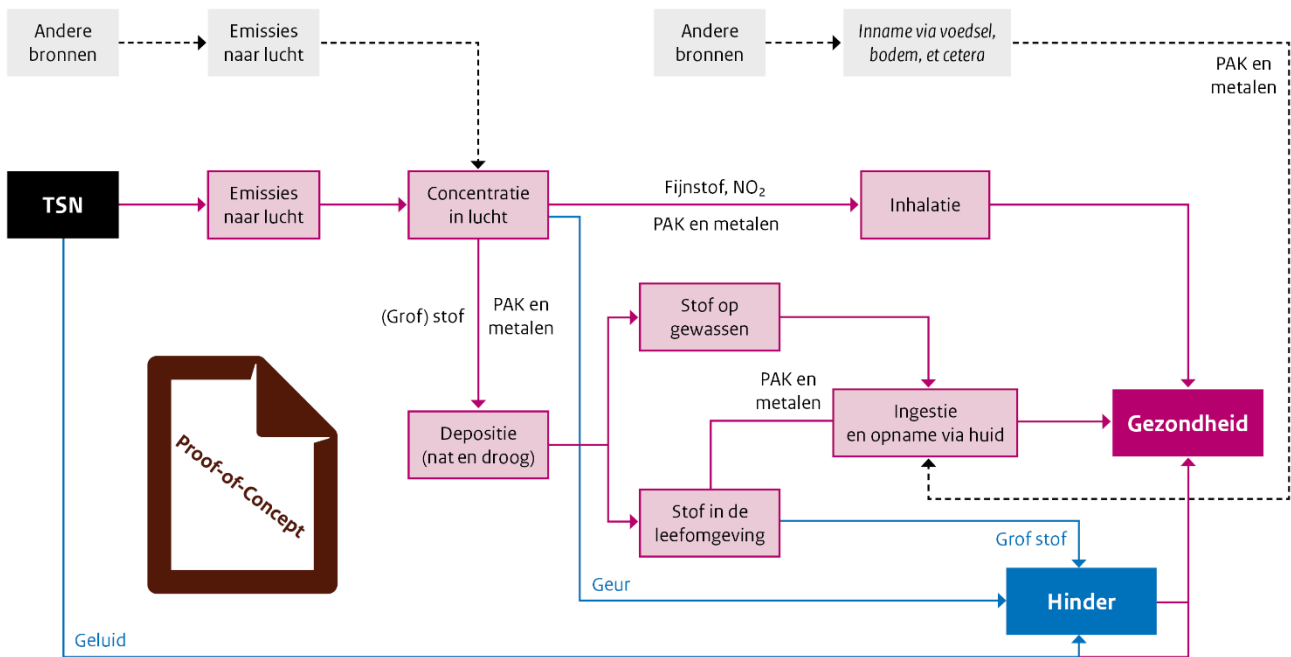 Andere
bronnen
Emissies
naar lucht
Andere
bronnen
Inname via voedsel,
bodem, et cetera
PAK en
metalen
TSN
Emissies
naar lucht
Concentratie
in lucht
Fijnstof, NO₂
PAK en metalen
Inhalatie
(Grof) stof
PAK en
metalen
Stof op
gewassen
PAK en
metalen
Ingestie
en opname via huid
Gezondheid
Depositie
(nat en droog)
Proof-of-Concept
Stof in de
leefomgeving
Grof stof
Geur
Hinder
Geluid